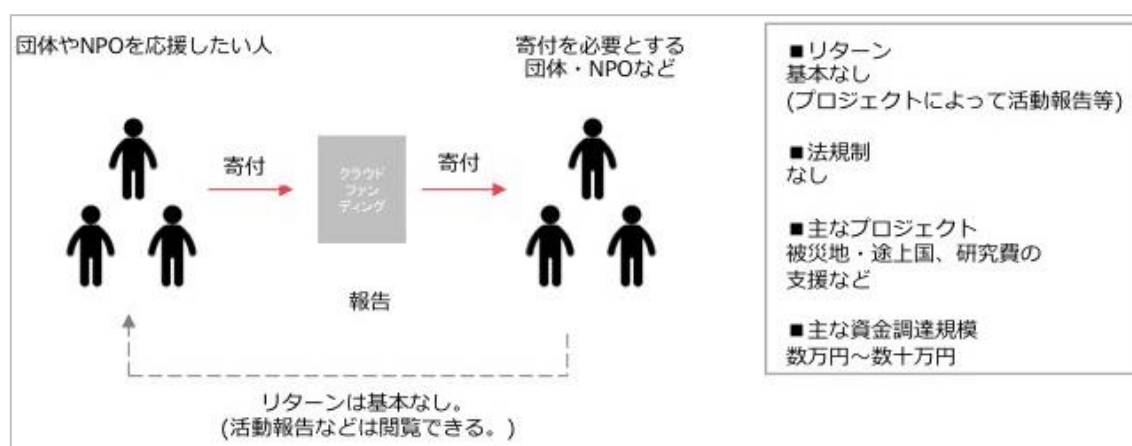 団体やNPOを応援したい人
寄付を必要とする
団体・NPOなど
寄付
クラウド
ファン
ディング
寄付
報告
リターンは基本なし。
(活動報告などは閲覧できる。)
■リターン
基本なし
(プロジェクトによって活動報告等)
■法規制
なし
■主なプロジェクト
被災地・途上国、研究費の
支援など
■主な資金調達規模
数万円～数十万円